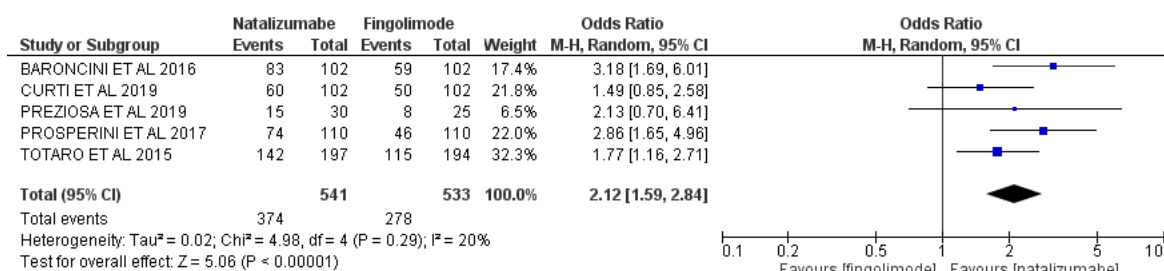 Natalizumabe Fingolimode Odds Ratio Odds Ratio
Study or Subgroup Events Total Events Total Weight M-H, Random, 95% CI M-H, Random, 95% CI
BARONCINI ET AL 2016 83 102 59 102 17.4% 3.18 [1.69, 6.01]
CURTI ET AL 2019 60 102 50 102 21.8% 1.49 [0.85, 2.58]
PREZIOSA ET AL 2019 15 30 8 25 6.5% 2.13 [0.70, 6.41]
PROSPERINI ET AL 2017 74 110 46 110 22.0% 2.86 [1.65, 4.96]
TOTARO ET AL 2015 142 197 115 194 32.3% 1.77 [1.16, 2.71]
Total (95% CI) 541 533 100.0% 2.12 [1.59, 2.84]
Total events 374 278
Heterogeneity: Tau² = 0.02; Chi² = 4.98, df = 4 (P = 0.29); I² = 20%
Test for overall effect: Z = 5.06 (P < 0.00001)
0.1 0.2 0.5 1 2 5 10
Favours [fingolimode] Favours [natalizumabe]